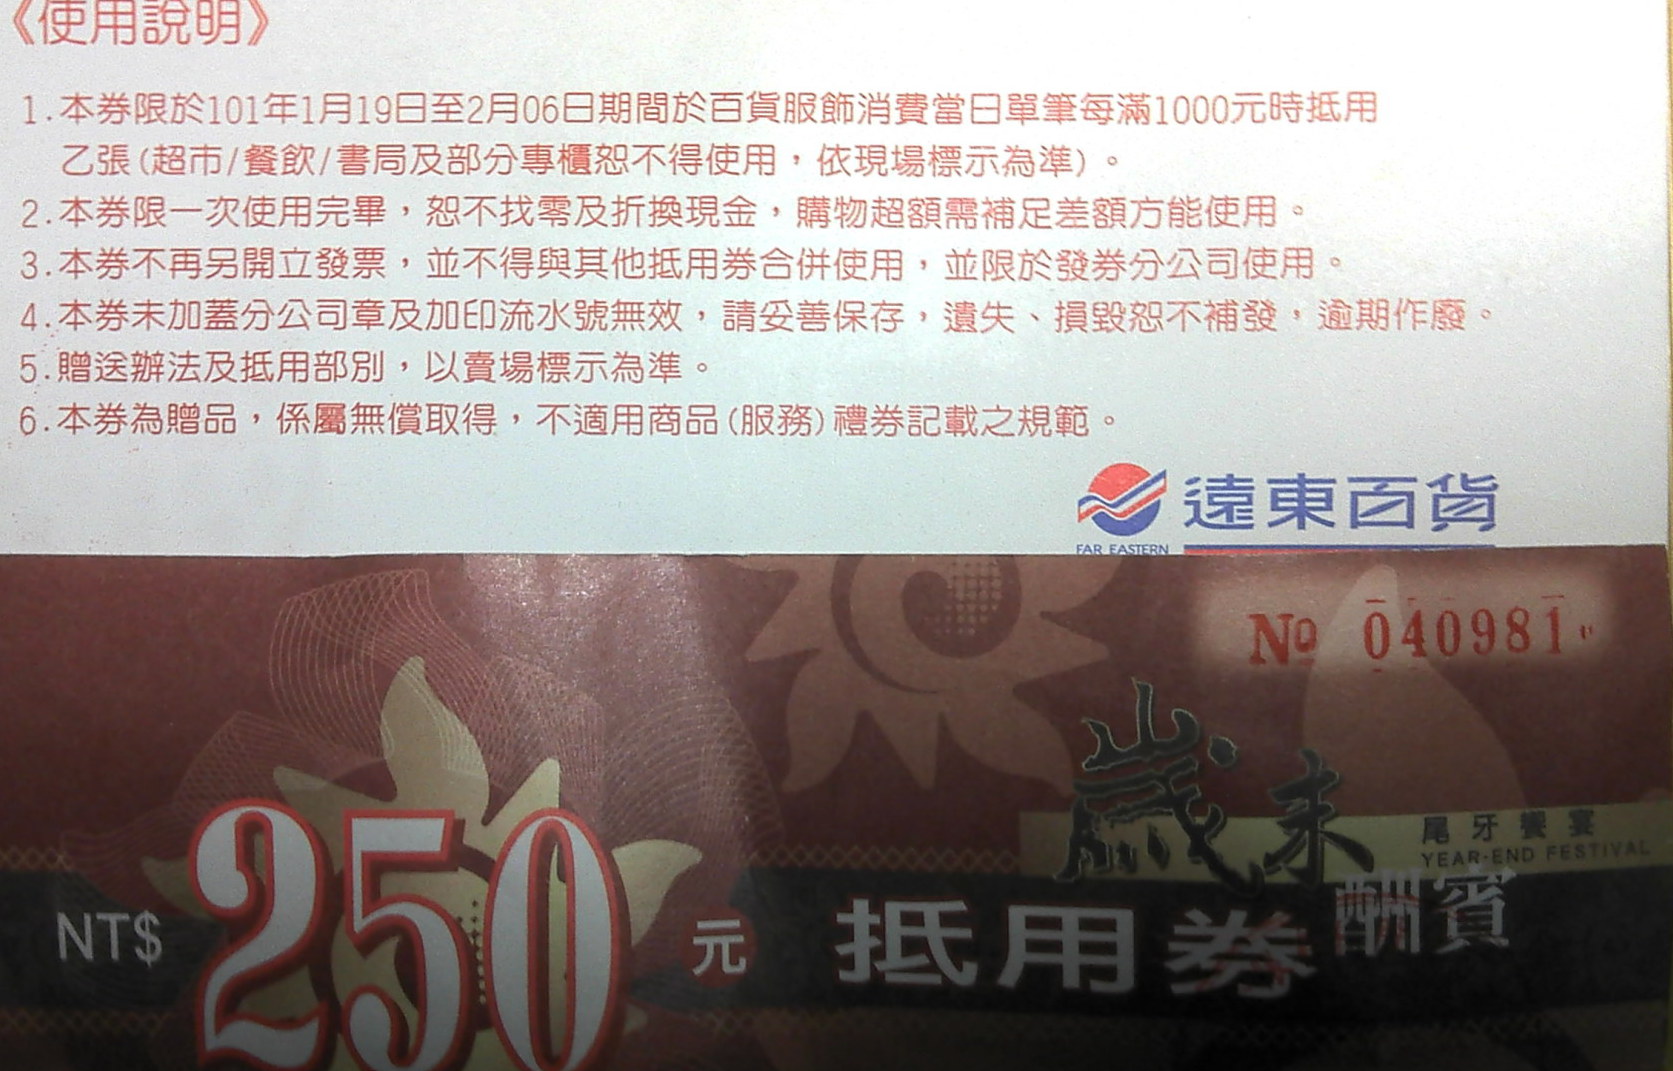 《使用說明》
1.本券限於101年1月19日至2月06日期間於百貨服飾消費當日單筆每滿1000元時抵用
乙張(超市/餐飲/書局及部分專櫃恕不得使用，依現場標示為準)。
2.本券限一次使用完畢，恕不找零及折換現金，購物超額需補足差額方能使用。
3.本券不再另開立發票，並不得與其他抵用券合併使用，並限於發券分公司使用。
4.本券未加蓋分公司章及加印流水號無效，請妥善保存，遺失、損毀恕不補發，逾期作廢。
5.贈送辦法及抵用部別，以賣場標示為準。
6.本券為贈品，係屬無償取得，不適用商品(服務)禮券記載之規範。
遠東百貨
FAR EASTERN
№ 040981
歲末
尾牙饗宴
YEAR-END FESTIVAL
酬賓
NT$ 250元 抵用券